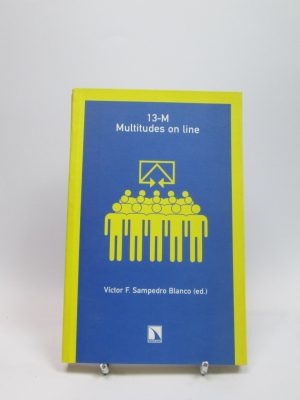 13-M
Multitudes on line
Víctor F. Sampedro Blanco (ed.)